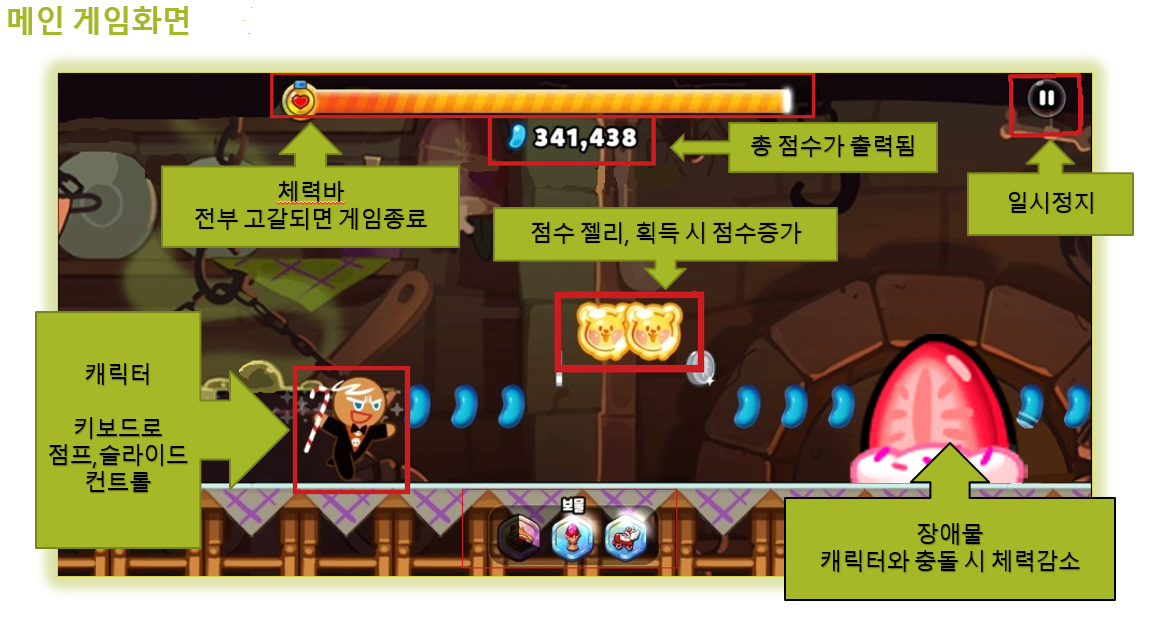 메인 게임화면
341,438
총 점수가 출력됨
체력바
전부 고갈되면 게임종료
일시정지
점수 젤리, 획득 시 점수증가
캐릭터
키보드로
점프,슬라이드
컨트롤
보물
장애물
캐릭터와 충돌 시 체력감소